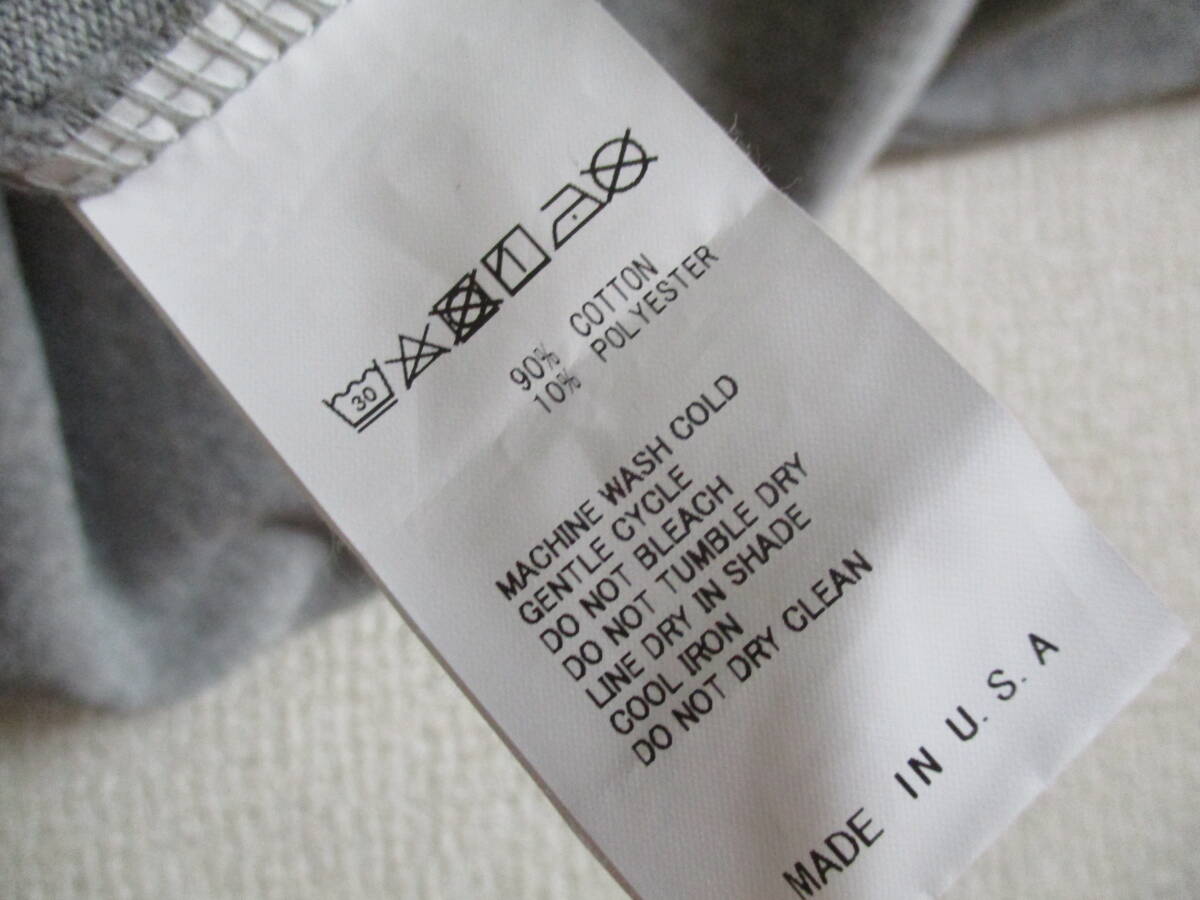 30
90% COTTON
10% POLYESTER
MACHINE WASH COLD
GENTLE CYCLE
DO NOT BLEACH
DO NOT TUMBLE DRY
LINE DRY IN SHADE
COOL IRON
DO NOT DRY CLEAN
MADE IN U.S.A